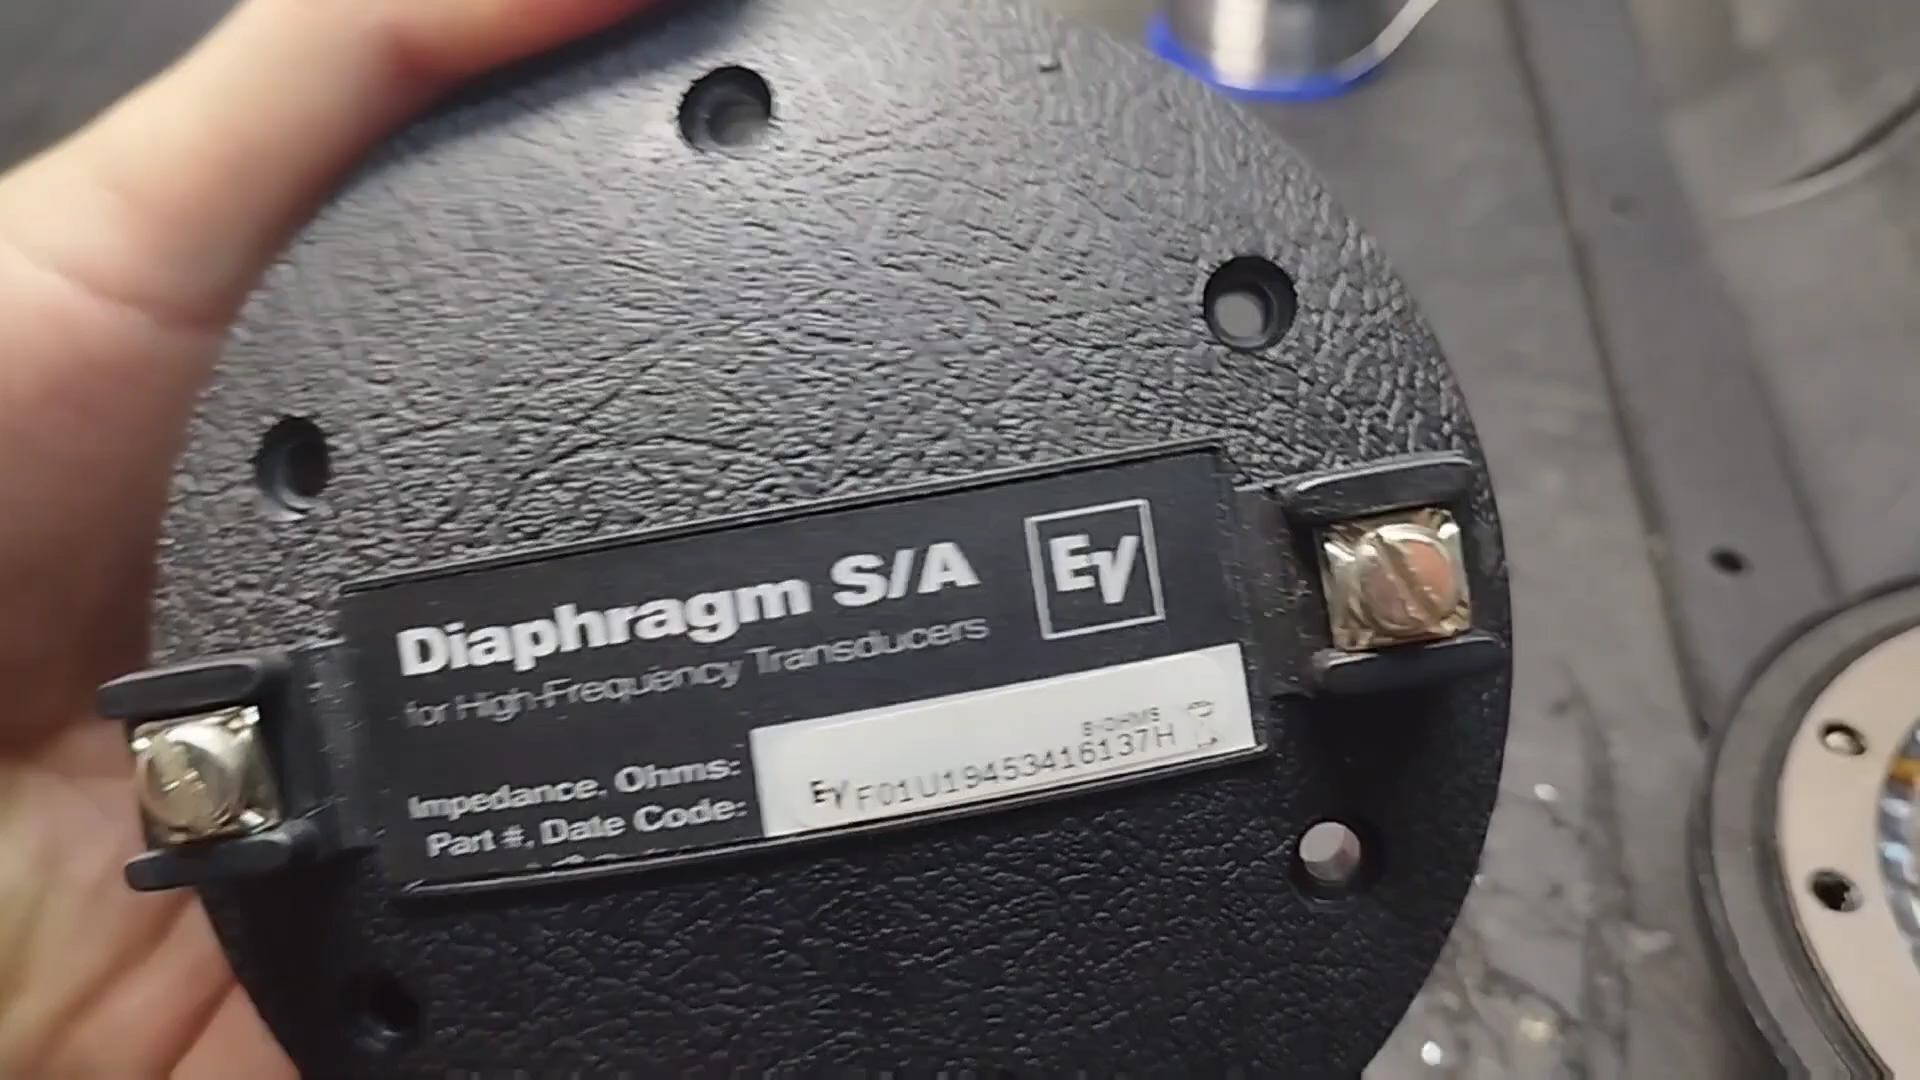 Diaphragm S/A
EV
for High-Frequency Transducers
Impedance, Ohms:
8 OHMS
Part #, Date Code:
EV F01U19453416137H